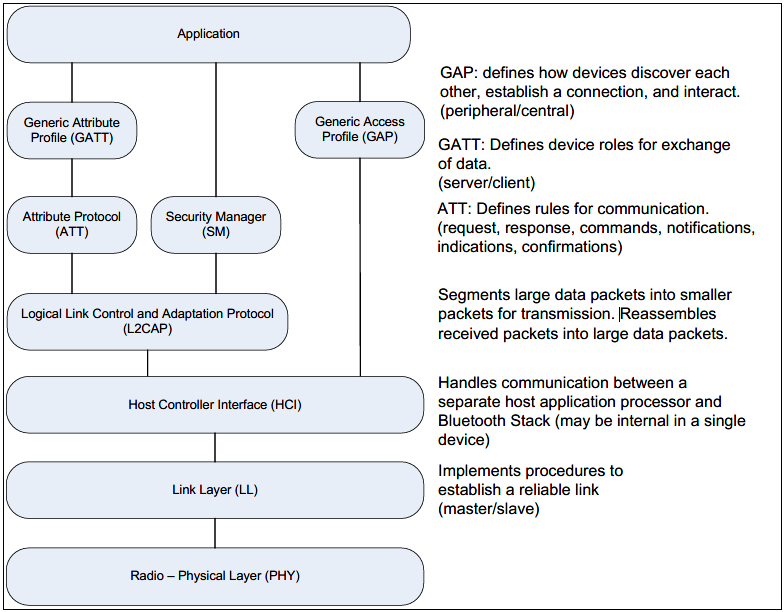 Application
Generic Attribute
Profile (GATT)
Generic Access
Profile (GAP)
GAP: defines how devices discover each
other, establish a connection, and interact.
(peripheral/central)
GATT: Defines device roles for exchange
of data.
(server/client)
Attribute Protocol
(ATT)
Security Manager
(SM)
ATT: Defines rules for communication.
(request, response, commands, notifications,
indications, confirmations)
Logical Link Control and Adaptation Protocol
(L2CAP)
Segments large data packets into smaller
packets for transmission. Reassembles
received packets into large data packets.
Host Controller Interface (HCI)
Handles communication between a
separate host application processor and
Bluetooth Stack (may be internal in a single
device)
Link Layer (LL)
Implements procedures to
establish a reliable link
(master/slave)
Radio – Physical Layer (PHY)